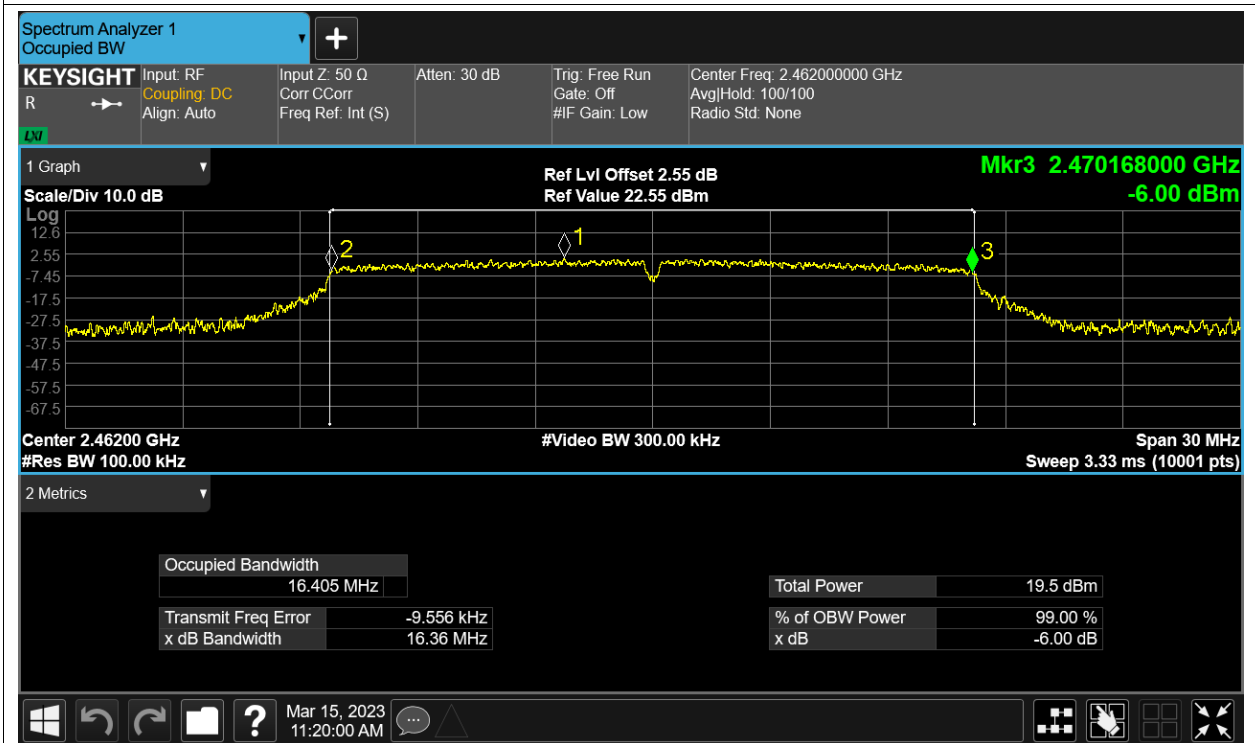 Spectrum Analyzer 1
Occupied BW
KEYSIGHT
R
LXI
Input: RF
Coupling: DC
Align: Auto
Input Z: 50 Ω
Corr CCorr
Freq Ref: Int (S)
Atten: 30 dB
Trig: Free Run
Gate: Off
#IF Gain: Low
Center Freq: 2.462000000 GHz
Avg|Hold: 100/100
Radio Std: None
1 Graph
Scale/Div 10.0 dB
Ref Lvl Offset 2.55 dB
Ref Value 22.55 dBm
Mkr3 2.470168000 GHz
-6.00 dBm
Log
12.6
2.55
-7.45
-17.5
-27.5
-37.5
-47.5
-57.5
-67.5
1
2
3
Center 2.46200 GHz
#Res BW 100.00 kHz
#Video BW 300.00 kHz
Span 30 MHz
Sweep 3.33 ms (10001 pts)
2 Metrics
Occupied Bandwidth
16.405 MHz
Transmit Freq Error -9.556 kHz
x dB Bandwidth 16.36 MHz
Total Power 19.5 dBm
% of OBW Power 99.00 %
x dB -6.00 dB
?
Mar 15, 2023
11:20:00 AM